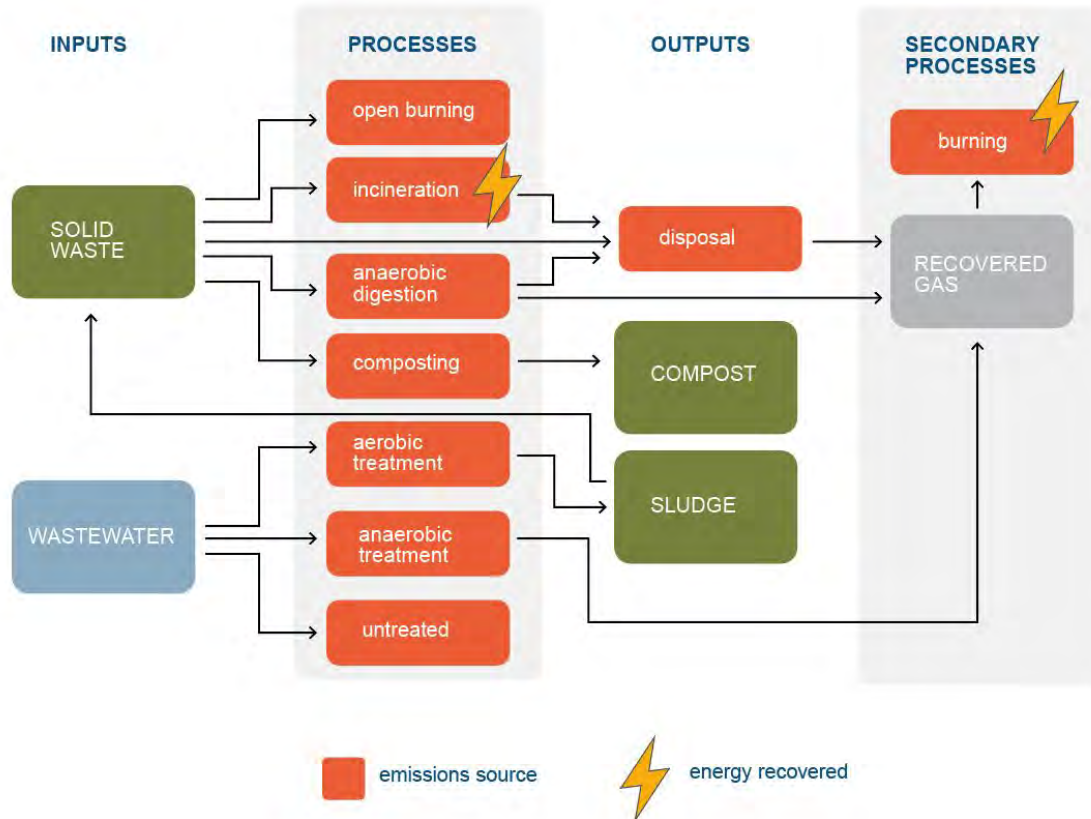 INPUTS
PROCESSES
OUTPUTS
SECONDARY
PROCESSES
open burning
burning
incineration
SOLID
WASTE
disposal
RECOVERED
GAS
anaerobic
digestion
composting
COMPOST
aerobic
treatment
SLUDGE
WASTEWATER
anaerobic
treatment
untreated
emissions source
energy recovered